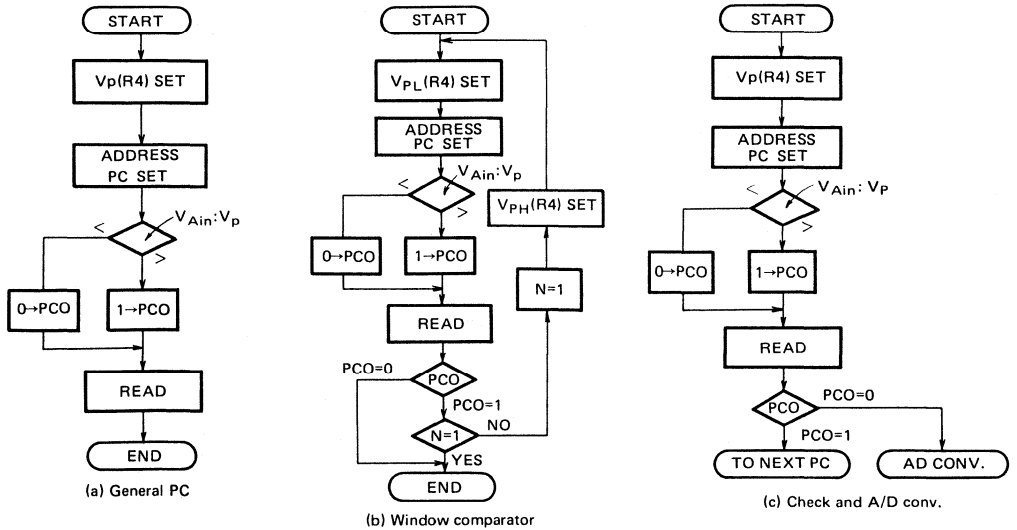 START
Vp(R4) SET
ADDRESS
PC SET
<
VAin:Vp
>
0→PCO
1→PCO
READ
END
(a) General PC
START
VPL(R4) SET
ADDRESS
PC SET
<
VAin:Vp
>
VPH(R4) SET
0→PCO
1→PCO
N=1
READ
PCO=0
PCO
PCO=1
N=1
NO
YES
END
(b) Window comparator
START
Vp(R4) SET
ADDRESS
PC SET
<
VAin:VP
>
0→PCO
1→PCO
READ
PCO
PCO=0
PCO=1
TO NEXT PC
AD CONV.
(c) Check and A/D conv.